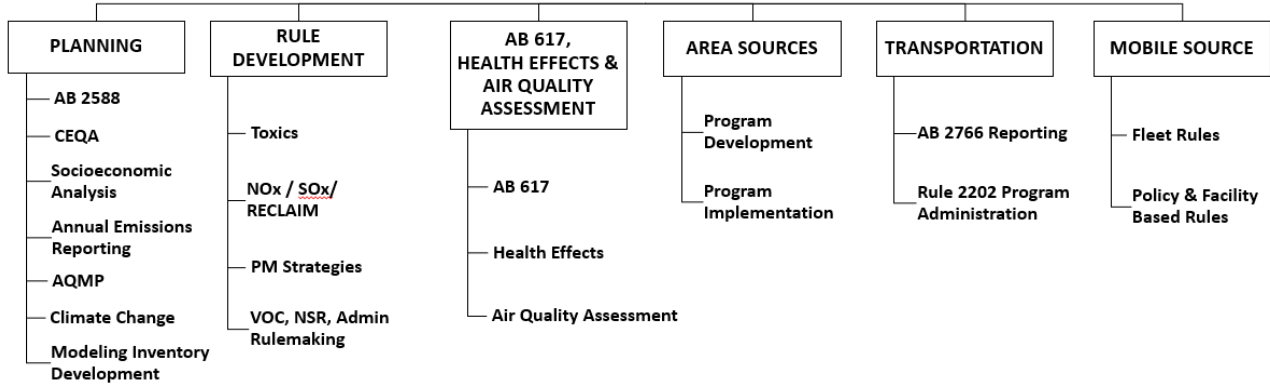 PLANNING
AB 2588
CEQA
Socioeconomic
Analysis
Annual Emissions
Reporting
AQMP
Climate Change
Modeling Inventory
Development
RULE
DEVELOPMENT
Toxics
NOx / SOx/
RECLAIM
PM Strategies
VOC, NSR, Admin
Rulemaking
AB 617,
HEALTH EFFECTS &
AIR QUALITY
ASSESSMENT
AB 617
Health Effects
Air Quality Assessment
AREA SOURCES
Program
Development
Program
Implementation
TRANSPORTATION
AB 2766 Reporting
Rule 2202 Program
Administration
MOBILE SOURCE
Fleet Rules
Policy & Facility
Based Rules